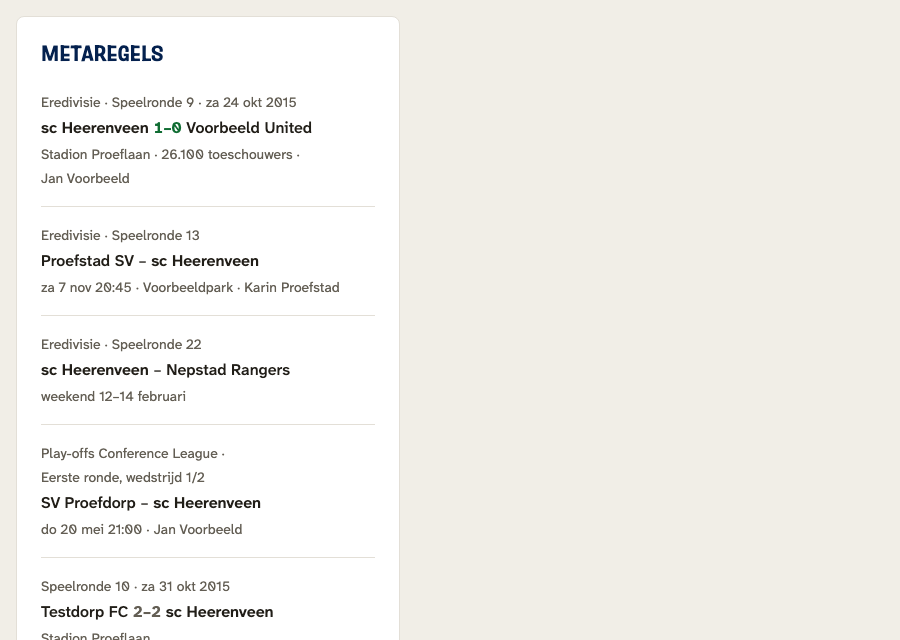 METAREGELS
Eredivisie · Speelronde 9 · za 24 okt 2015
sc Heerenveen 1–0 Voorbeeld United
Stadion Proeflaan · 26.100 toeschouwers ·
Jan Voorbeeld
Eredivisie · Speelronde 13
Proefstad SV – sc Heerenveen
za 7 nov 20:45 · Voorbeeldpark · Karin Proefstad
Eredivisie · Speelronde 22
sc Heerenveen – Nepstad Rangers
weekend 12–14 februari
Play-offs Conference League ·
Eerste ronde, wedstrijd 1/2
SV Proefdorp – sc Heerenveen
do 20 mei 21:00 · Jan Voorbeeld
Speelronde 10 · za 31 okt 2015
Testdorp FC 2–2 sc Heerenveen
Stadion Proeflaan